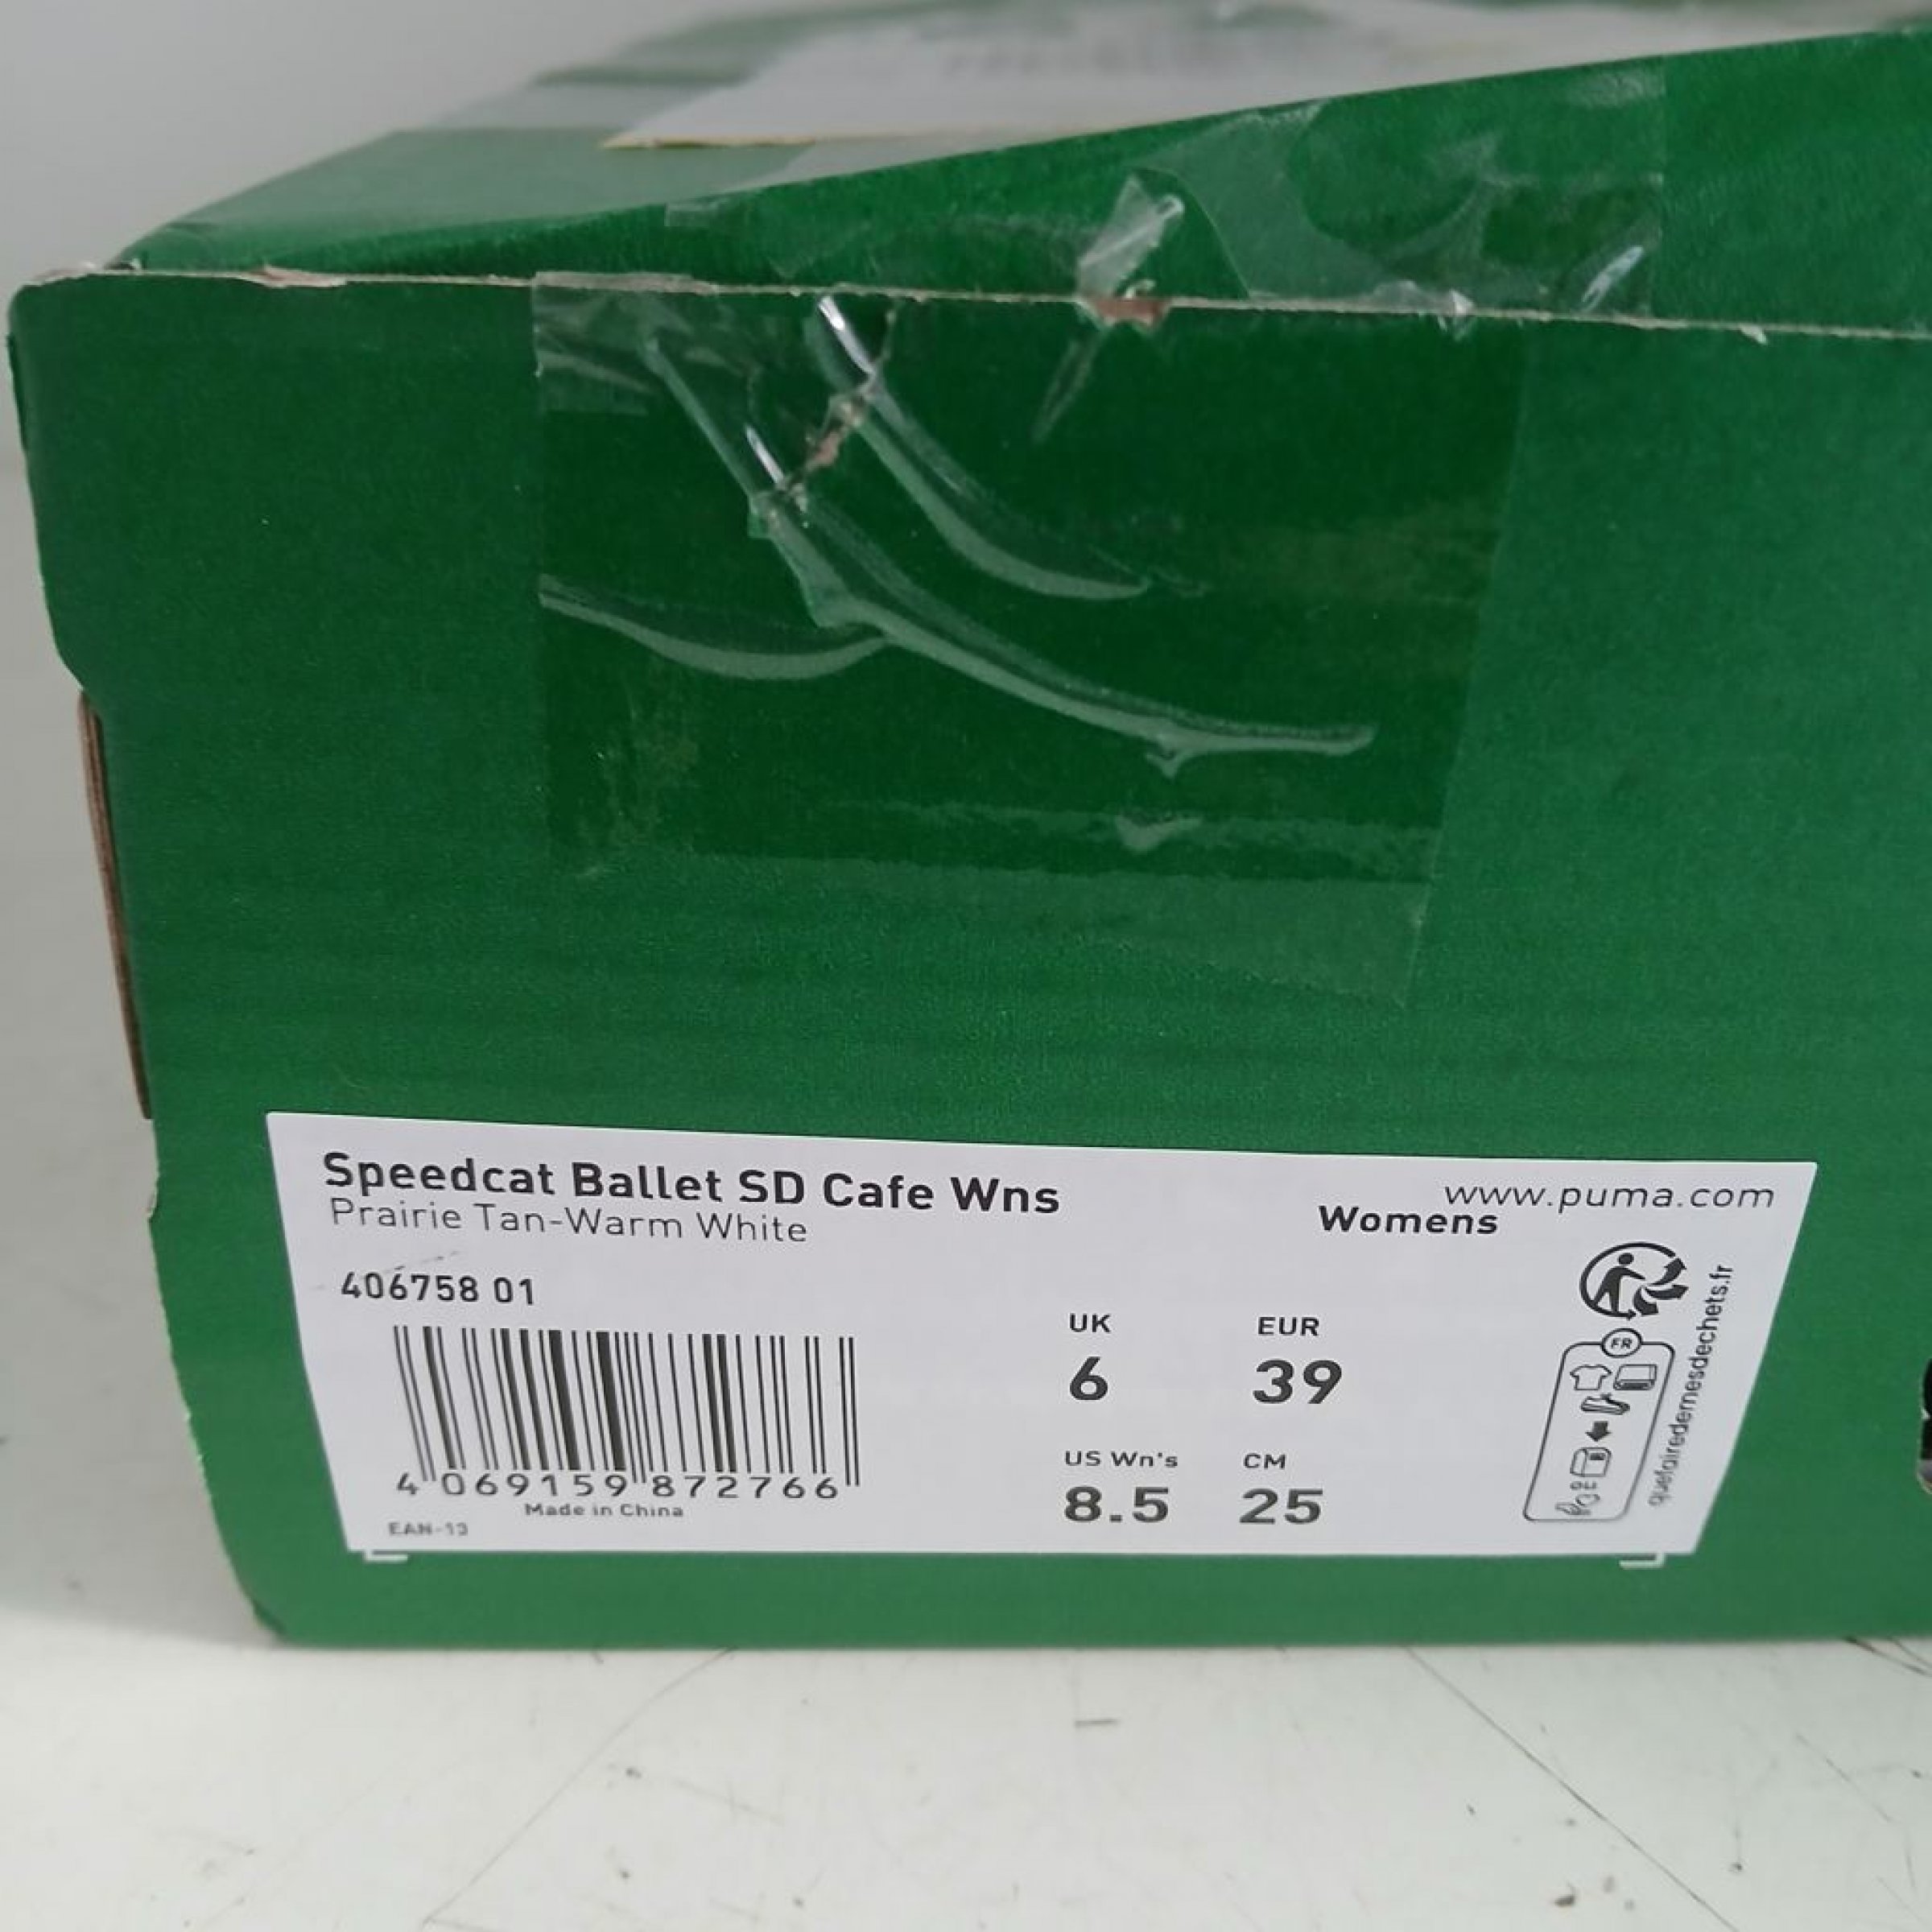 Speedcat Ballet SD Cafe Wns
Prairie Tan-Warm White
www.puma.com
Womens
406758 01
UK
6
EUR
39
US Wn's
8.5
CM
25
4 069159 872766
Made in China
EAN-13
FR
quefairedemesdechets.fr